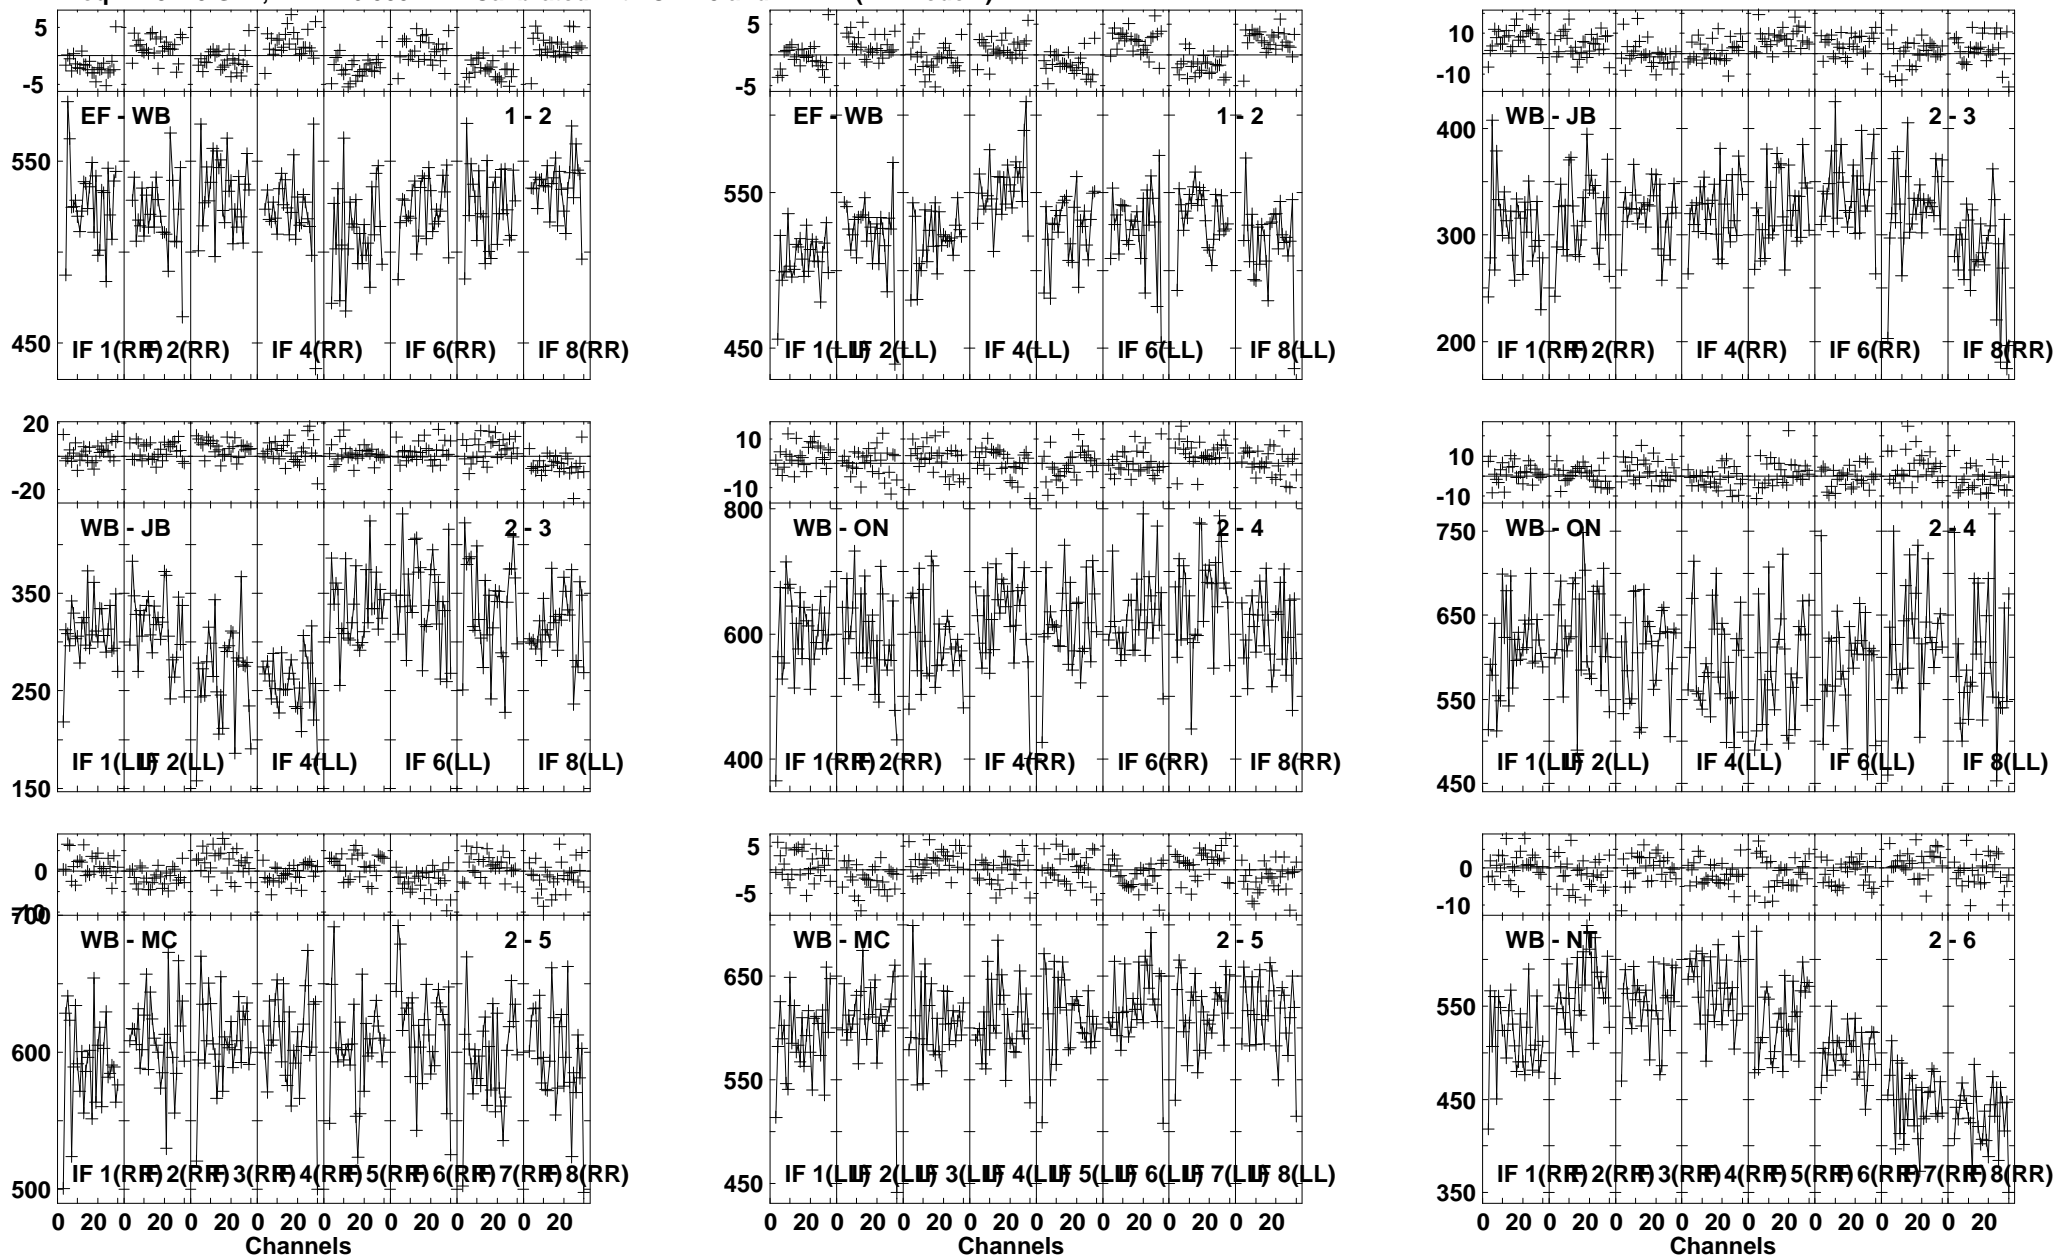 5
-5
EF - WB 1 - 2
550
450
IF 1(RR) IF 2(RR) IF 4(RR) IF 6(RR) IF 8(RR)
5
-5
EF - WB 1 - 2
550
450
IF 1(LL) IF 2(LL) IF 4(LL) IF 6(LL) IF 8(LL)
10
-10
WB - JB 2 - 3
400
300
200
IF 1(RR) IF 2(RR) IF 4(RR) IF 6(RR) IF 8(RR)
20
-20
WB - JB 2 - 3
350
250
150
IF 1(LL) IF 2(LL) IF 4(LL) IF 6(LL) IF 8(LL)
10
-10
800
WB - ON 2 - 4
600
400
IF 1(RR) IF 2(RR) IF 4(RR) IF 6(RR) IF 8(RR)
10
-10
WB - ON 2 - 4
750
650
550
450
IF 1(LL) IF 2(LL) IF 4(LL) IF 6(LL) IF 8(LL)
0
-10
700
WB - MC 2 - 5
600
500
IF 1(RR) IF 2(RR) IF 3(RR) IF 4(RR) IF 5(RR) IF 6(RR) IF 7(RR) IF 8(RR)
0 20 0 20 0 20 0 20 0 20 0 20 0 20 0 20
Channels
5
-5
WB - MC 2 - 5
650
550
450
IF 1(LL) IF 2(LL) IF 3(LL) IF 4(LL) IF 5(LL) IF 6(LL) IF 7(LL) IF 8(LL)
0 20 0 20 0 20 0 20 0 20 0 20 0 20 0 20
Channels
0
-10
WB - NT 2 - 6
550
450
350
IF 1(RR) IF 2(RR) IF 3(RR) IF 4(RR) IF 5(RR) IF 6(RR) IF 7(RR) IF 8(RR)
0 20 0 20 0 20 0 20 0 20 0 20 0 20 0 20
Channels